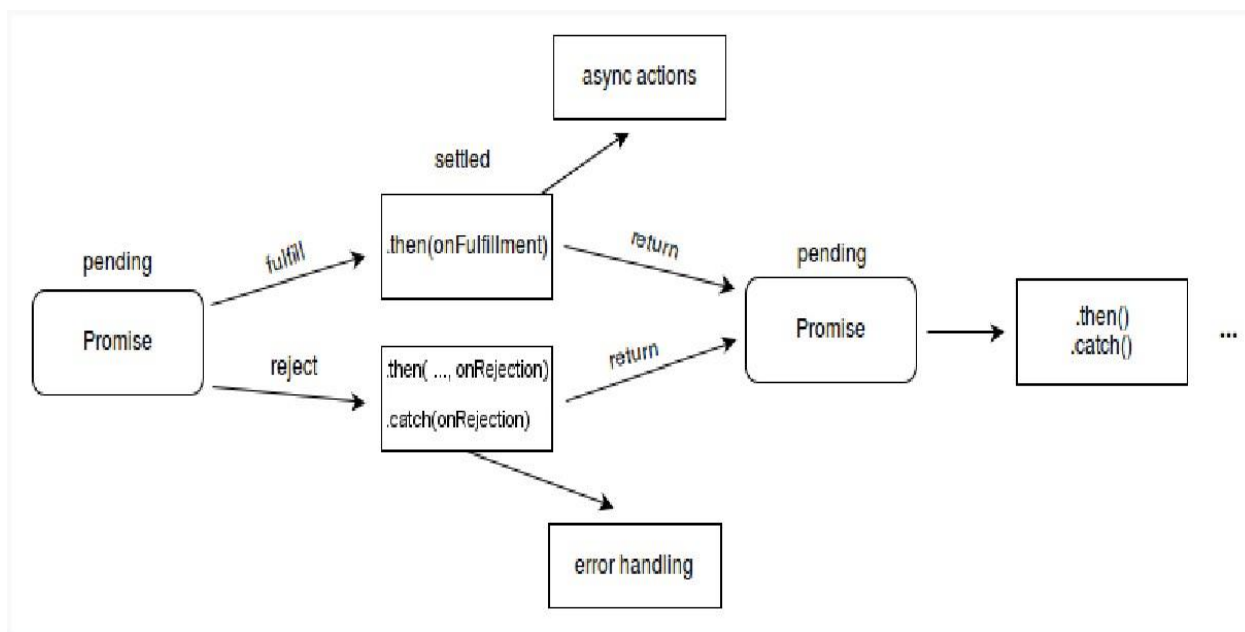 async actions
settled
.then(onFulfillment)
pending
fulfill
return
pending
Promise
Promise
.then()
.catch()
...
reject
.then( ..., onRejection)
return
.catch(onRejection)
error handling